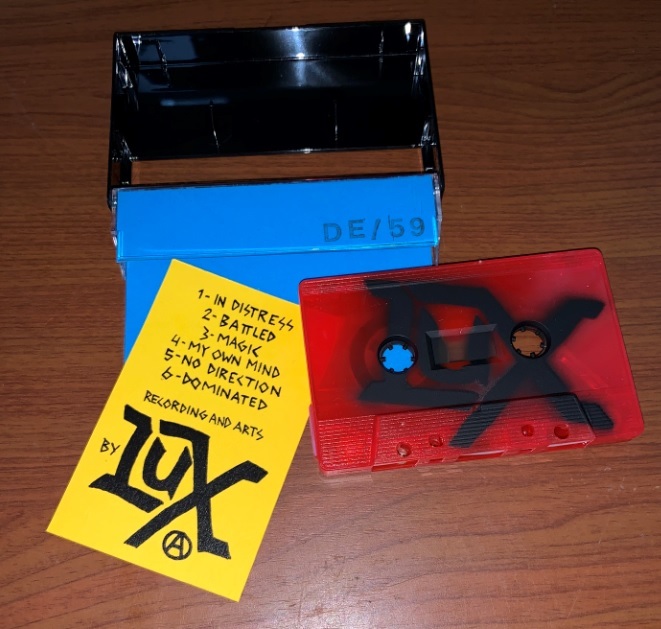 DE/59
1- IN DISTRESS
2- BATTLED
3- MAGIC
4- MY OWN MIND
5- NO DIRECTION
6- DOMINATED
RECORDING AND ARTS
BY LUX
A
LUX